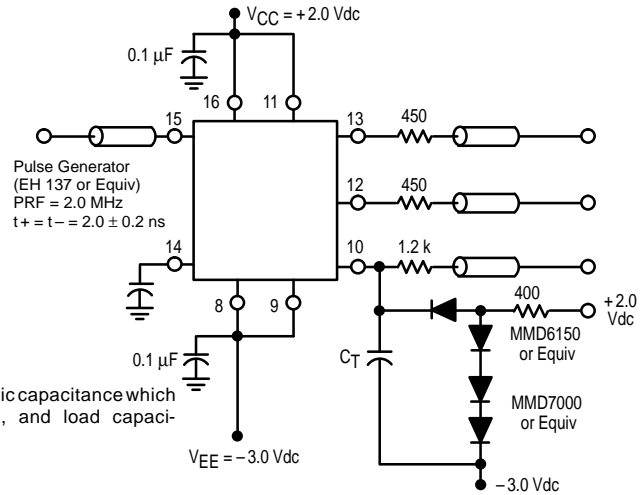 VCC = +2.0 Vdc
0.1 µF
16
11
15
13
450
Pulse Generator
(EH 137 or Equiv)
PRF = 2.0 MHz
t+ = t– = 2.0 ± 0.2 ns
12
450
14
10
1.2 k
8
9
400
+2.0
Vdc
MMD6150
or Equiv
0.1 µF
CT
MMD7000
or Equiv
ic capacitance which
, and load capaci-
VEE = –3.0 Vdc
–3.0 Vdc